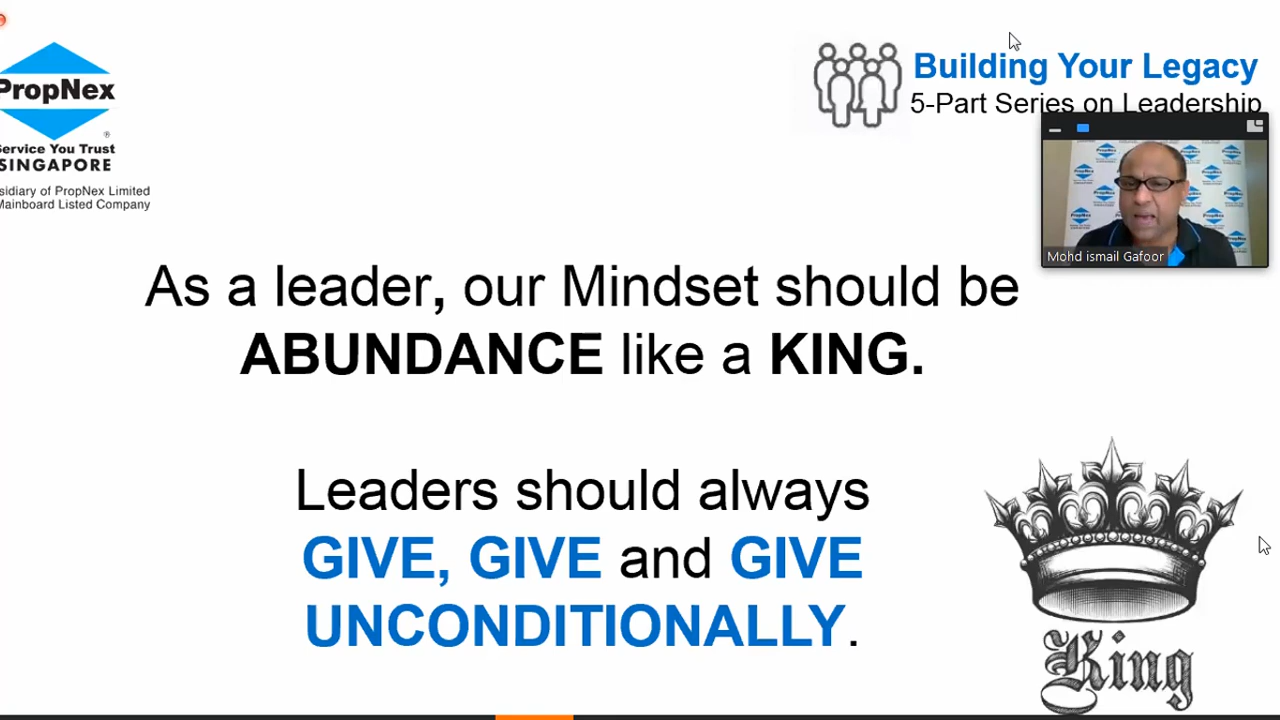 PropNex
®
Service You Trust
SINGAPORE
sidiary of PropNex Limited
Mainboard Listed Company
Building Your Legacy
5-Part Series on Leadership
PropNex
Mohd ismail Gafoor
As a leader, our Mindset should be
ABUNDANCE like a KING.
Leaders should always
GIVE, GIVE and GIVE
UNCONDITIONALLY.
King